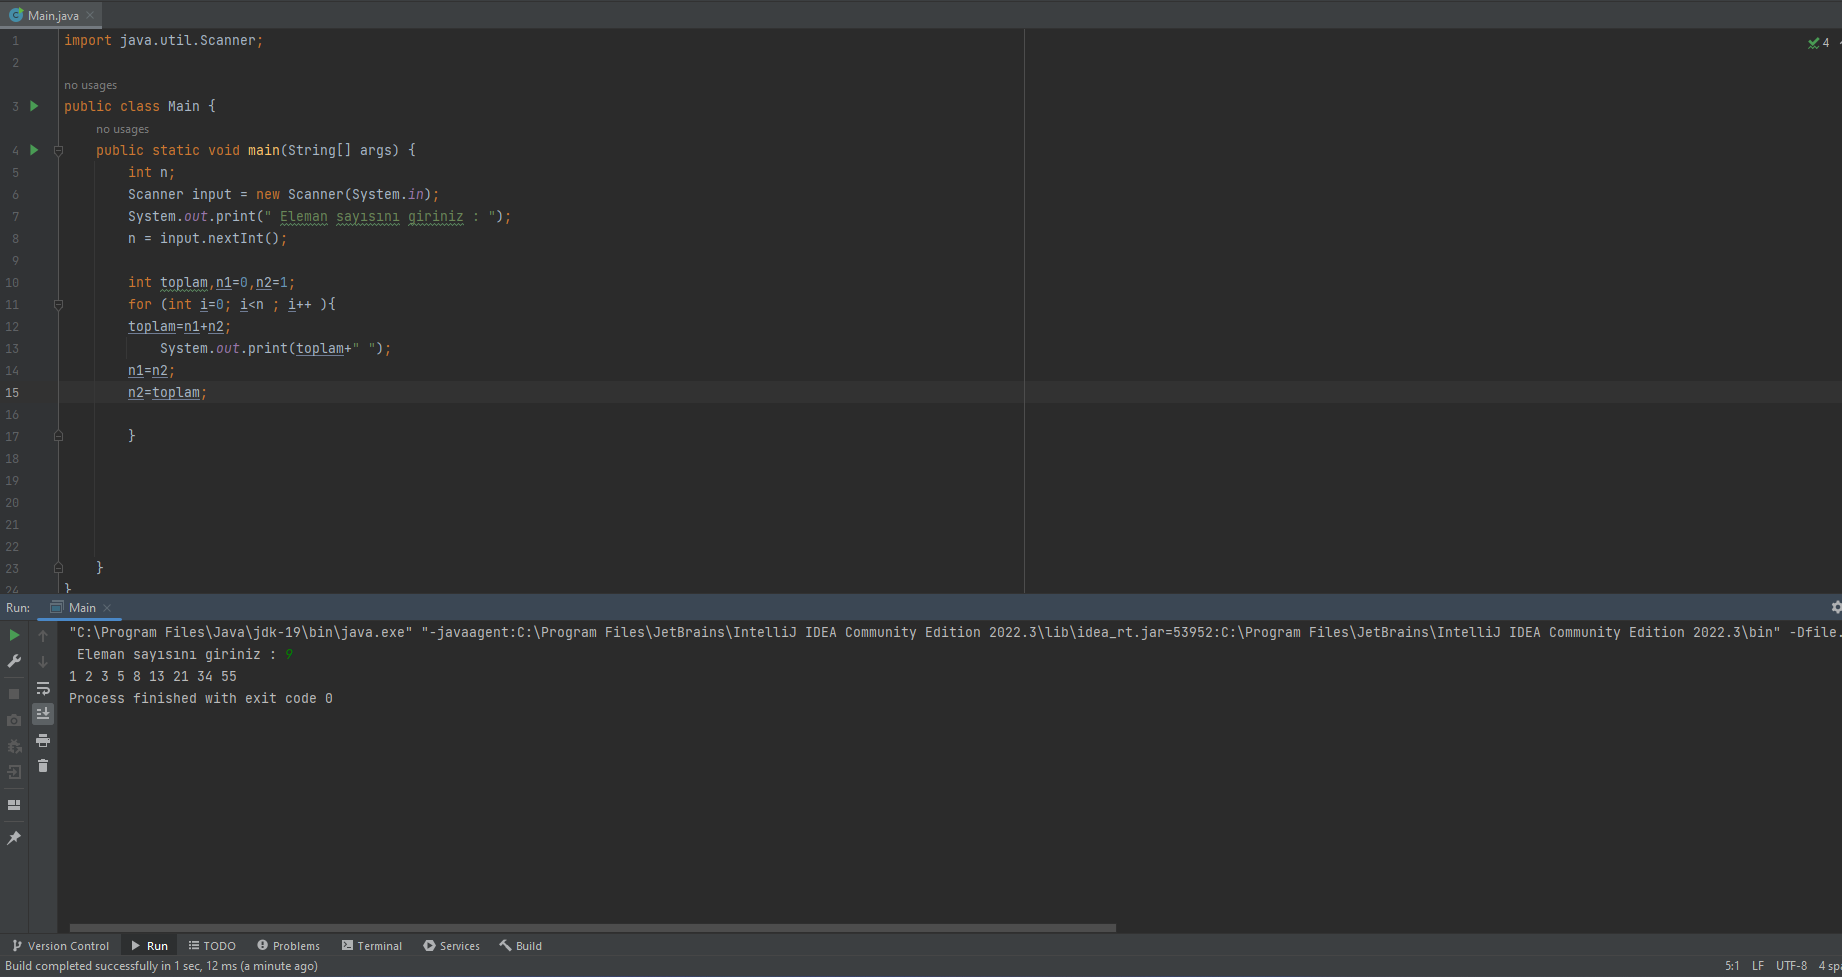 Main.java
1 import java.util.Scanner;
2
no usages
3 public class Main {
no usages
4 public static void main(String[] args) {
5 int n;
6 Scanner input = new Scanner(System.in);
7 System.out.print(" Eleman sayısını giriniz : ");
8 n = input.nextInt();
9
10 int toplam,n1=0,n2=1;
11 for (int i=0; i<n ; i++ ){
12 toplam=n1+n2;
13 System.out.print(toplam+" ");
14 n1=n2;
15 n2=toplam;
16
17 }
18
19
20
21
22
23 }
24 }
4
Run: Main
"C:\Program Files\Java\jdk-19\bin\java.exe" "-javaagent:C:\Program Files\JetBrains\IntelliJ IDEA Community Edition 2022.3\lib\idea_rt.jar=53952:C:\Program Files\JetBrains\IntelliJ IDEA Community Edition 2022.3\bin" -Dfile.
Eleman sayısını giriniz : 9
1 2 3 5 8 13 21 34 55
Process finished with exit code 0
Version Control Run TODO Problems Terminal Services Build
Build completed successfully in 1 sec, 12 ms (a minute ago) 5:1 LF UTF-8 4 spa